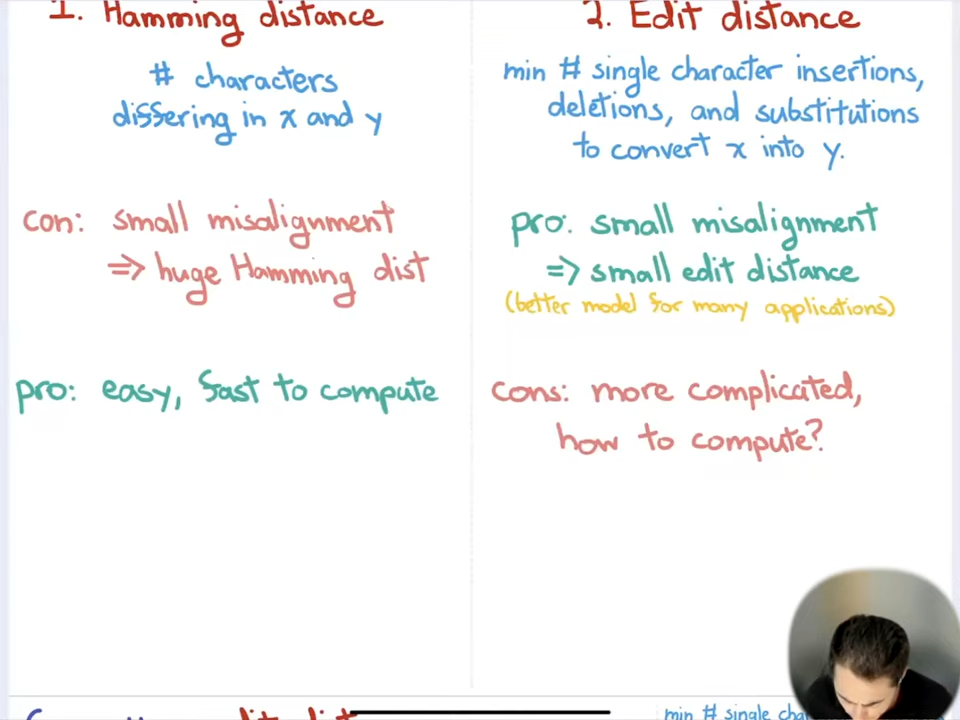 1. Hamming distance
# characters
differing in x and y
con: small misalignment
=> huge Hamming dist
pro: easy, fast to compute
2. Edit distance
min # single character insertions,
deletions, and substitutions
to convert x into y.
pro: small misalignment
=> small edit distance
(better model for many applications)
cons: more complicated,
how to compute?
min # single